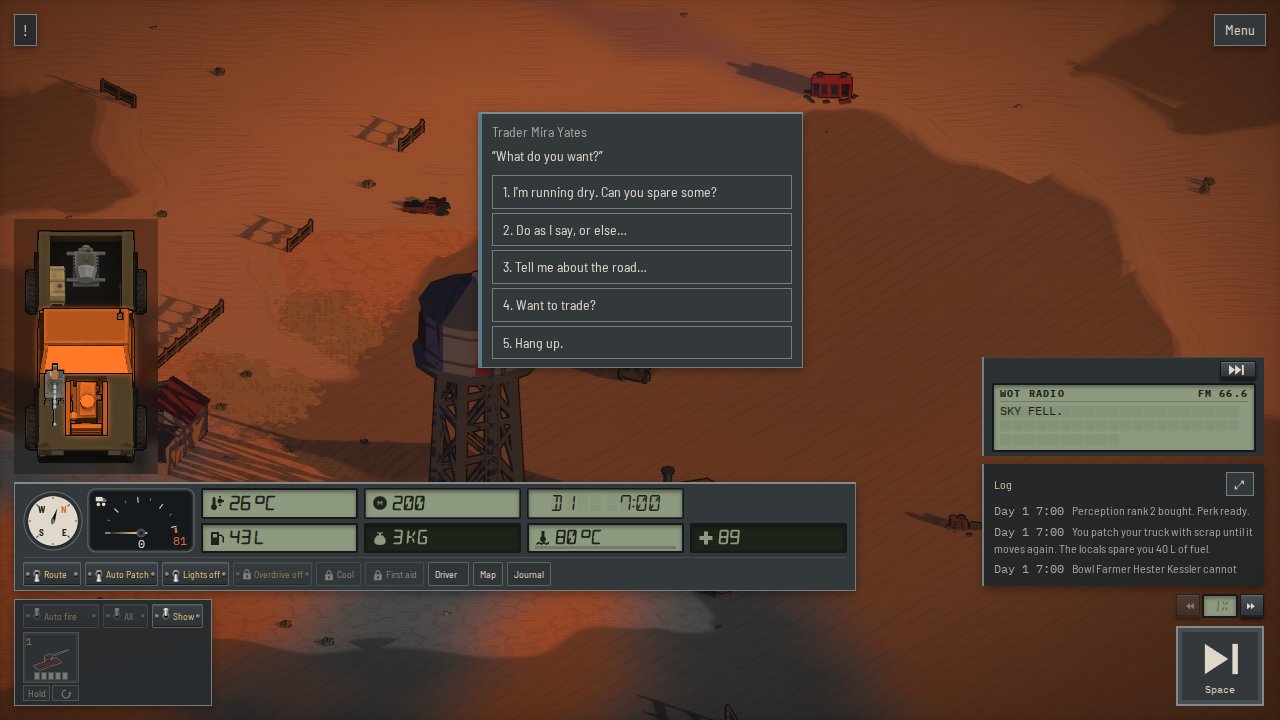 !
Menu
Trader Mira Yates
“What do you want?”
1. I'm running dry. Can you spare some?
2. Do as I say, or else...
3. Tell me about the road...
4. Want to trade?
5. Hang up.
WOT RADIO FM 66.6
SKY FELL.
Log
Day 1 7:00 Perception rank 2 bought. Perk ready.
Day 1 7:00 You patch your truck with scrap until it
moves again. The locals spare you 40 L of fuel.
Day 1 7:00 Bowl Farmer Hester Kessler cannot
W N S E
0 81
26°C M 200 D1 7:00
43L 3KG 80°C 89
Route Auto Patch Lights off Overdrive off Cool First aid Driver Map Journal
Auto fire All Show
1
Hold
1X
Space